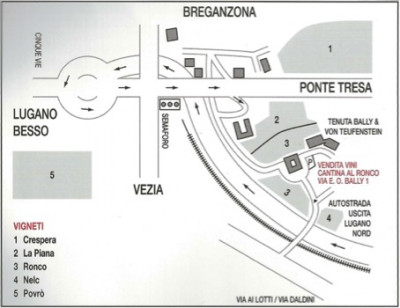 BREGANZONA
CINQUE VIE
1
PONTE TRESA
LUGANO
BESSO
SEMAFORO
2
TENUTA BALLY &
VON TEUFENSTEIN
3
P
VENDITA VINI
CANTINA AL RONCO
VIA E. O. BALLY 1
5
VEZIA
3
4
AUTOSTRADA
USCITA
LUGANO
NORD
VIGNETI
1 Crespera
2 La Piana
3 Ronco
4 Nelc
5 Povrò
VIA AI LOTTI / VIA DALDINI